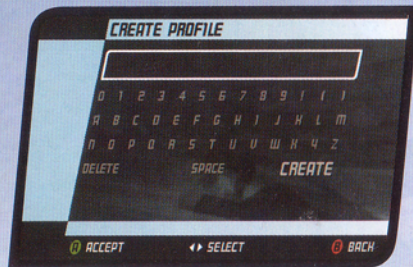 CREATE PROFILE
0 1 2 3 4 5 6 7 8 9 ! ( )
A B C D E F G H I J K L M
N O P Q R S T U V W X Y Z
DELETE SPACE CREATE
A ACCEPT ◂▸ SELECT B BACK